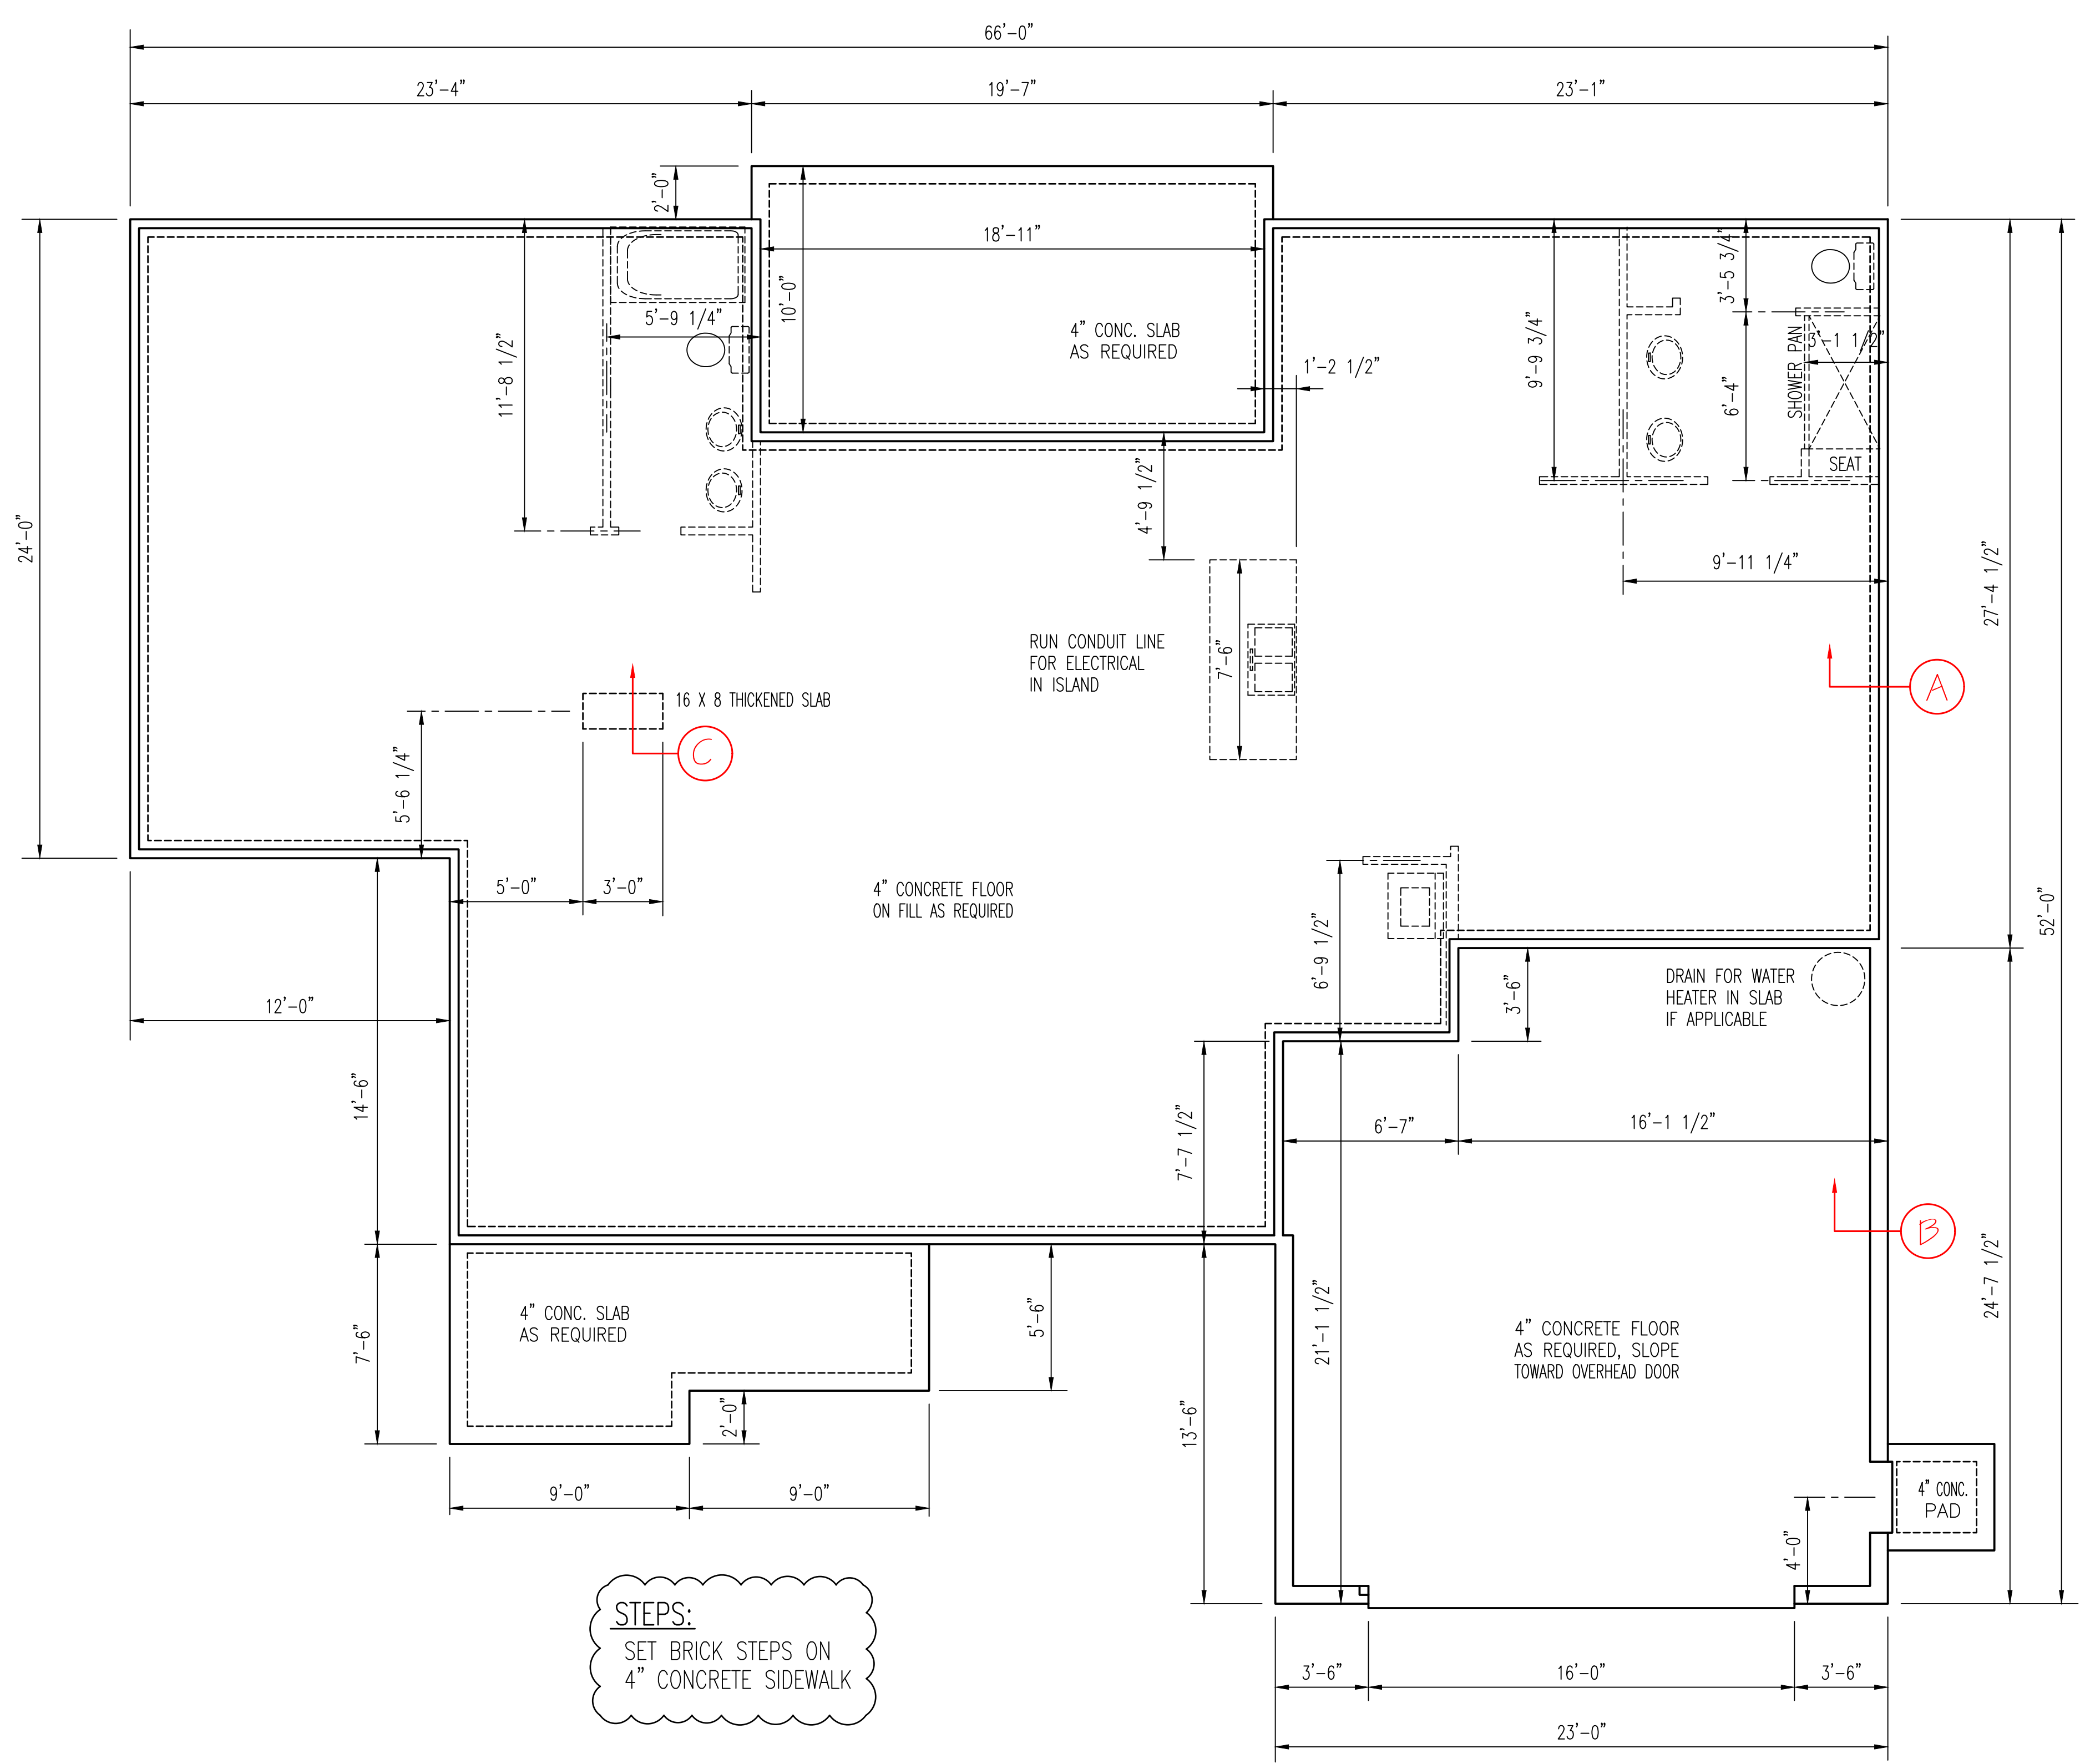 66'-0"
23'-4"
19'-7"
23'-1"
2'-0"
18'-11"
10'-0"
4" CONC. SLAB
AS REQUIRED
5'-9 1/4"
11'-8 1/2"
1'-2 1/2"
9'-9 3/4"
3'-5 3/4"
3'-1 1/2"
SHOWER PAN
6'-4"
SEAT
4'-9 1/2"
24'-0"
9'-11 1/4"
27'-4 1/2"
RUN CONDUIT LINE
FOR ELECTRICAL
IN ISLAND
7'-6"
A
16 X 8 THICKENED SLAB
C
5'-6 1/4"
5'-0"
3'-0"
4" CONCRETE FLOOR
ON FILL AS REQUIRED
52'-0"
6'-9 1/2"
3'-6"
DRAIN FOR WATER
HEATER IN SLAB
IF APPLICABLE
12'-0"
14'-6"
7'-7 1/2"
6'-7"
16'-1 1/2"
B
24'-7 1/2"
4" CONC. SLAB
AS REQUIRED
7'-6"
5'-6"
21'-1 1/2"
4" CONCRETE FLOOR
AS REQUIRED, SLOPE
TOWARD OVERHEAD DOOR
2'-0"
13'-6"
9'-0"
9'-0"
4" CONC.
PAD
4'-0"
STEPS:
SET BRICK STEPS ON
4" CONCRETE SIDEWALK
3'-6"
16'-0"
3'-6"
23'-0"